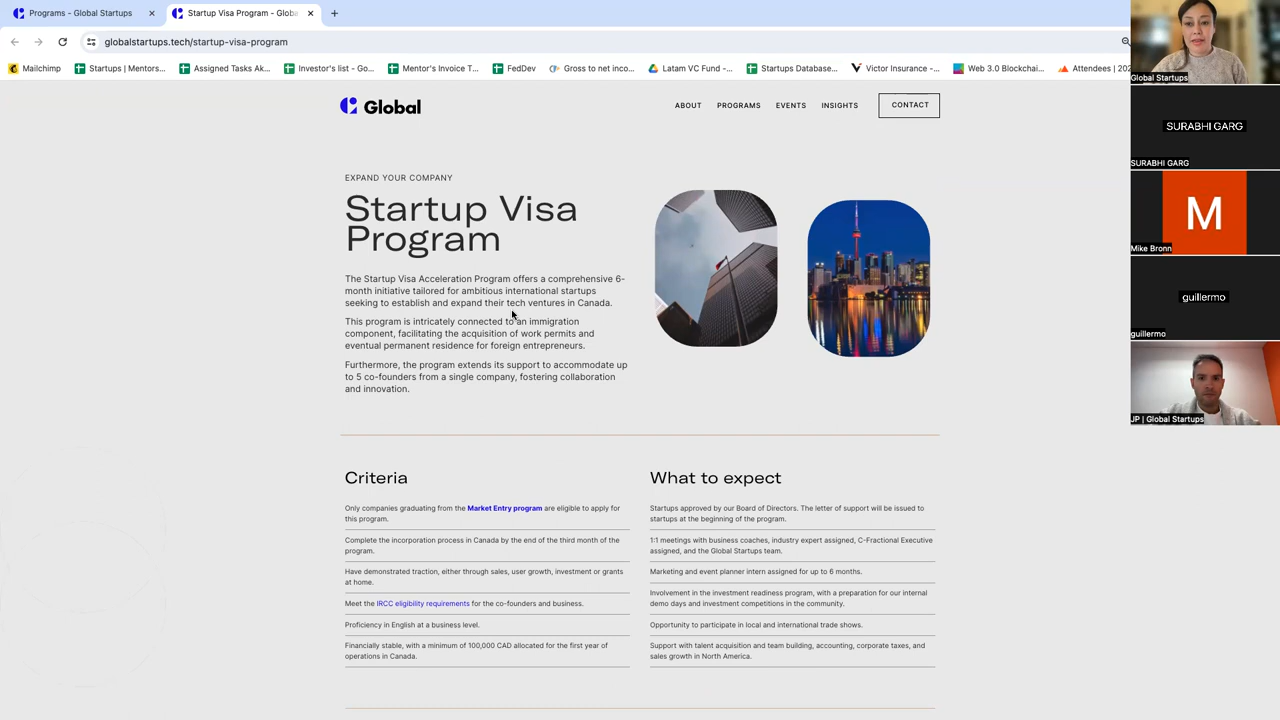 Programs - Global Startups
Startup Visa Program - Globa
globalstartups.tech/startup-visa-program
Mailchimp
Startups | Mentors...
Assigned Tasks Ak...
Investor's list - Go...
Mentor's Invoice T...
FedDev
Gross to net inco...
Latam VC Fund -...
Startups Database...
Victor Insurance -...
Web 3.0 Blockchai...
Attendees | 202
Global
ABOUT
PROGRAMS
EVENTS
INSIGHTS
CONTACT
EXPAND YOUR COMPANY
Startup Visa
Program
The Startup Visa Acceleration Program offers a comprehensive 6-
month initiative tailored for ambitious international startups
seeking to establish and expand their tech ventures in Canada.
This program is intricately connected to an immigration
component, facilitating the acquisition of work permits and
eventual permanent residence for foreign entrepreneurs.
Furthermore, the program extends its support to accommodate up
to 5 co-founders from a single company, fostering collaboration
and innovation.
Criteria
Only companies graduating from the Market Entry program are eligible to apply for
this program.
Complete the incorporation process in Canada by the end of the third month of the
program.
Have demonstrated traction, either through sales, user growth, investment or grants
at home.
Meet the IRCC eligibility requirements for the co-founders and business.
Proficiency in English at a business level.
Financially stable, with a minimum of 100,000 CAD allocated for the first year of
operations in Canada.
What to expect
Startups approved by our Board of Directors. The letter of support will be issued to
startups at the beginning of the program.
1:1 meetings with business coaches, industry expert assigned, C-Fractional Executive
assigned, and the Global Startups team.
Marketing and event planner intern assigned for up to 6 months.
Involvement in the investment readiness program, with a preparation for our internal
demo days and investment competitions in the community.
Opportunity to participate in local and international trade shows.
Support with talent acquisition and team building, accounting, corporate taxes, and
sales growth in North America.
Global Startups
SURABHI GARG
SURABHI GARG
M
Mike Bronn
guillermo
guillermo
JP | Global Startups